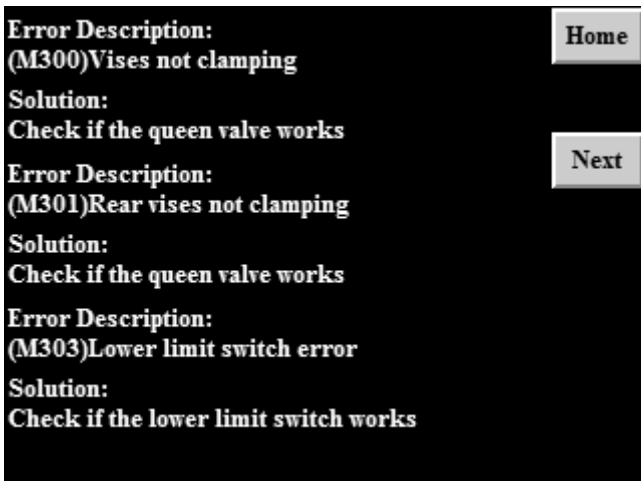 Error Description:
(M300)Vises not clamping
Solution:
Check if the queen valve works
Error Description:
(M301)Rear vises not clamping
Solution:
Check if the queen valve works
Error Description:
(M303)Lower limit switch error
Solution:
Check if the lower limit switch works
Home
Next